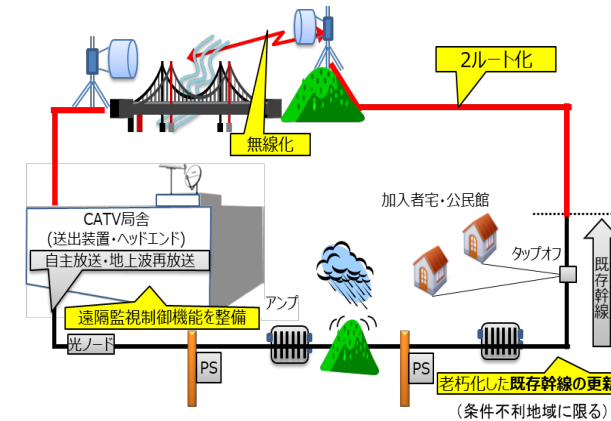 2ルート化
無線化
加入者宅・公民館
CATV局舎
(送出装置・ヘッドエンド)
自主放送・地上波再放送
タップオフ
既存幹線
遠隔監視制御機能を整備
アンプ
光ノード
PS
PS
老朽化した既存幹線の更新
(条件不利地域に限る)